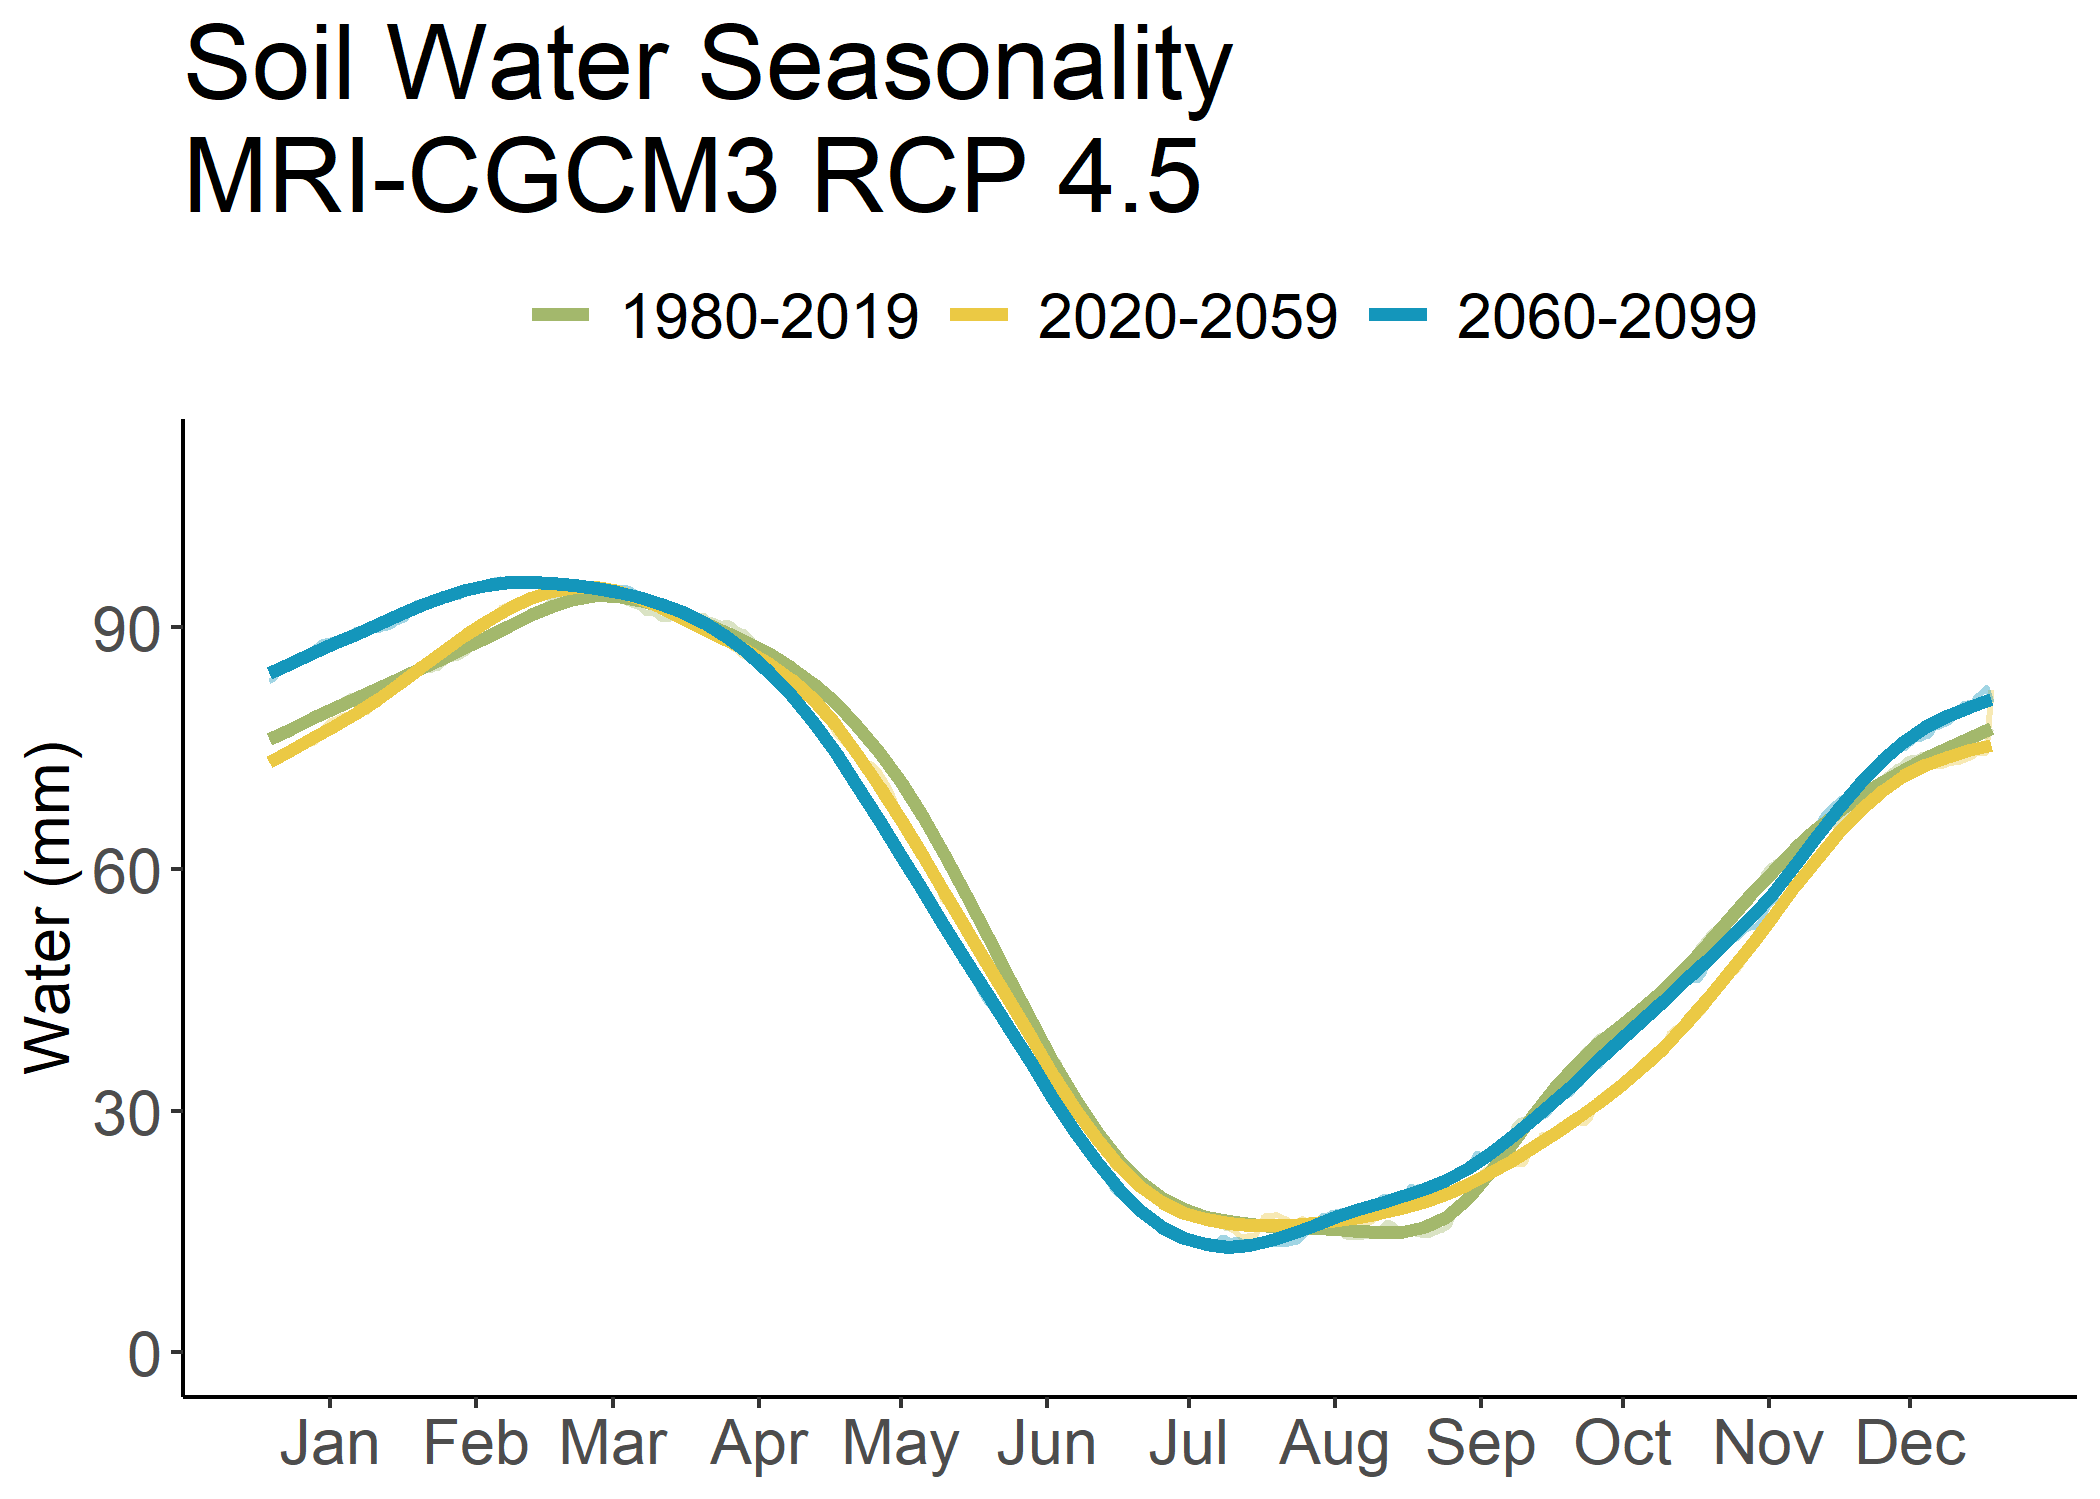 Soil Water Seasonality
MRI-CGCM3 RCP 4.5
1980-2019 2020-2059 2060-2099
Water (mm)
90
60
30
0
Jan Feb Mar Apr May Jun Jul Aug Sep Oct Nov Dec